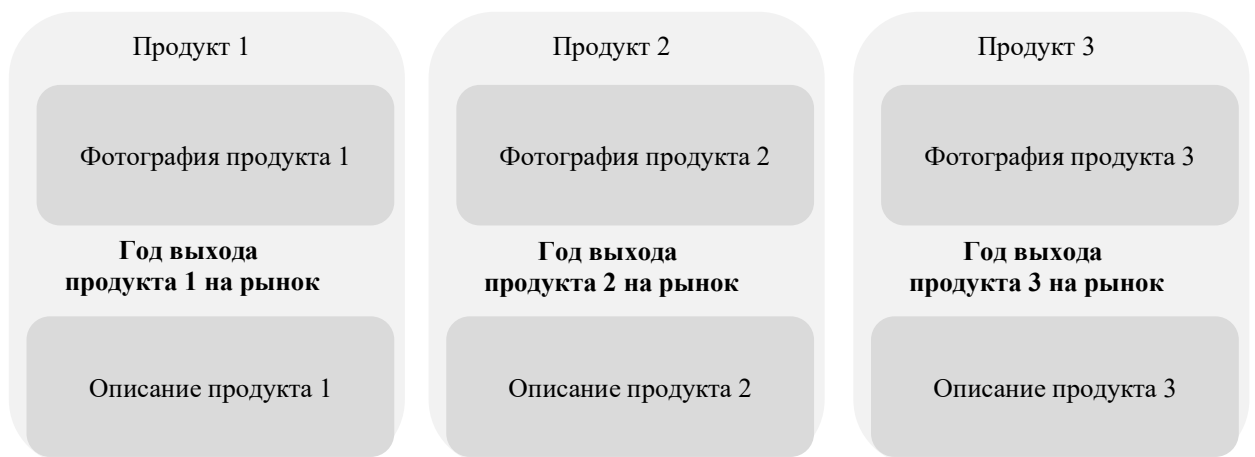 Продукт 1
Фотография продукта 1
Год выхода
продукта 1 на рынок
Описание продукта 1
Продукт 2
Фотография продукта 2
Год выхода
продукта 2 на рынок
Описание продукта 2
Продукт 3
Фотография продукта 3
Год выхода
продукта 3 на рынок
Описание продукта 3